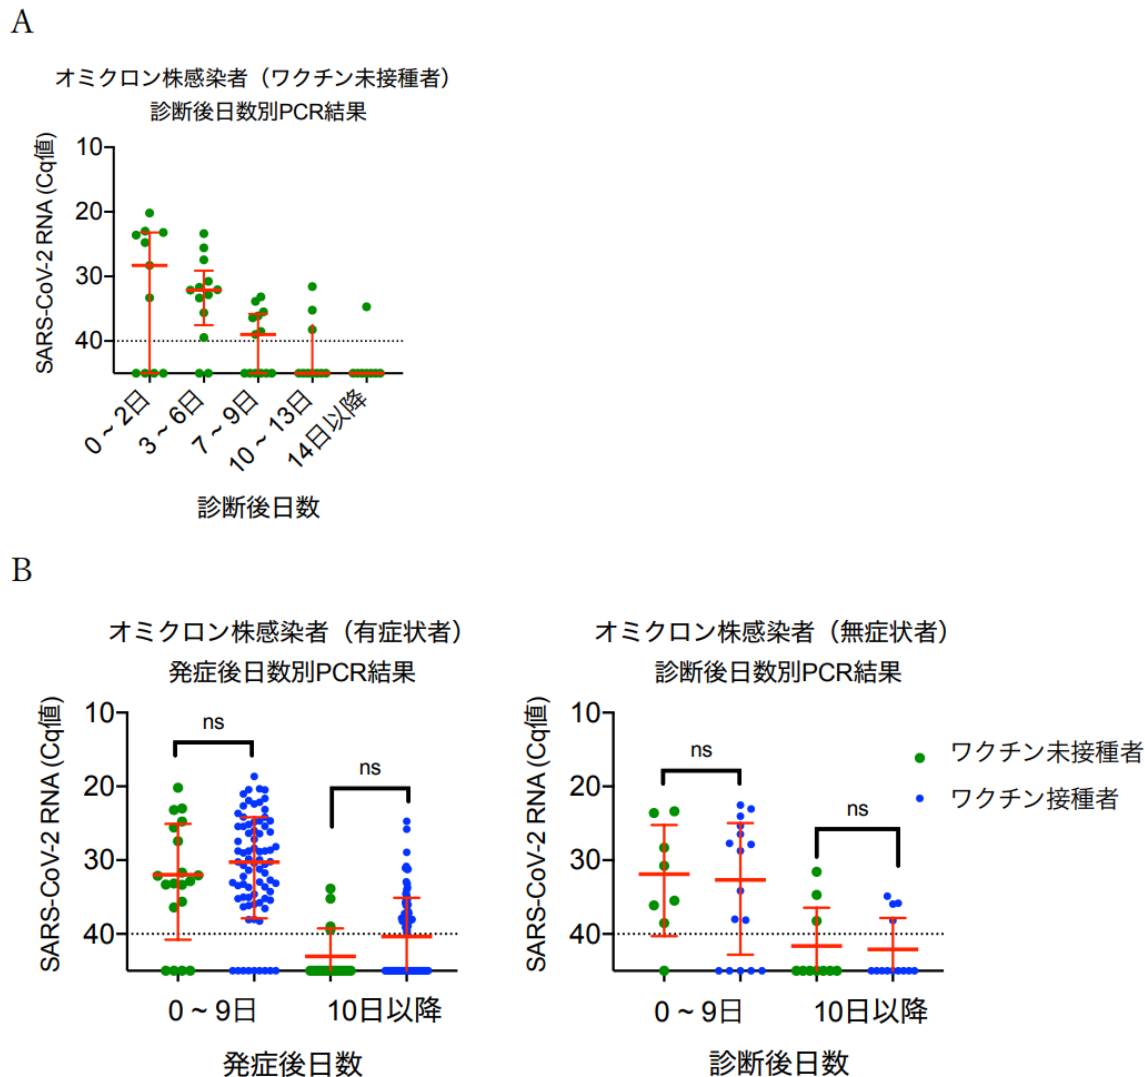 A
オミクロン株感染者（ワクチン未接種者）
診断後日数別PCR結果
SARS-CoV-2 RNA (Cq値)
10
20
30
40
0 ~ 2日
3 ~ 6日
7 ~ 9日
10 ~ 13日
14日以降
診断後日数
B
オミクロン株感染者（有症状者）
発症後日数別PCR結果
SARS-CoV-2 RNA (Cq値)
10
20
30
40
ns
ns
0 ~ 9日
10日以降
発症後日数
オミクロン株感染者（無症状者）
診断後日数別PCR結果
SARS-CoV-2 RNA (Cq値)
10
20
30
40
ns
ns
0 ~ 9日
10日以降
診断後日数
ワクチン未接種者
ワクチン接種者